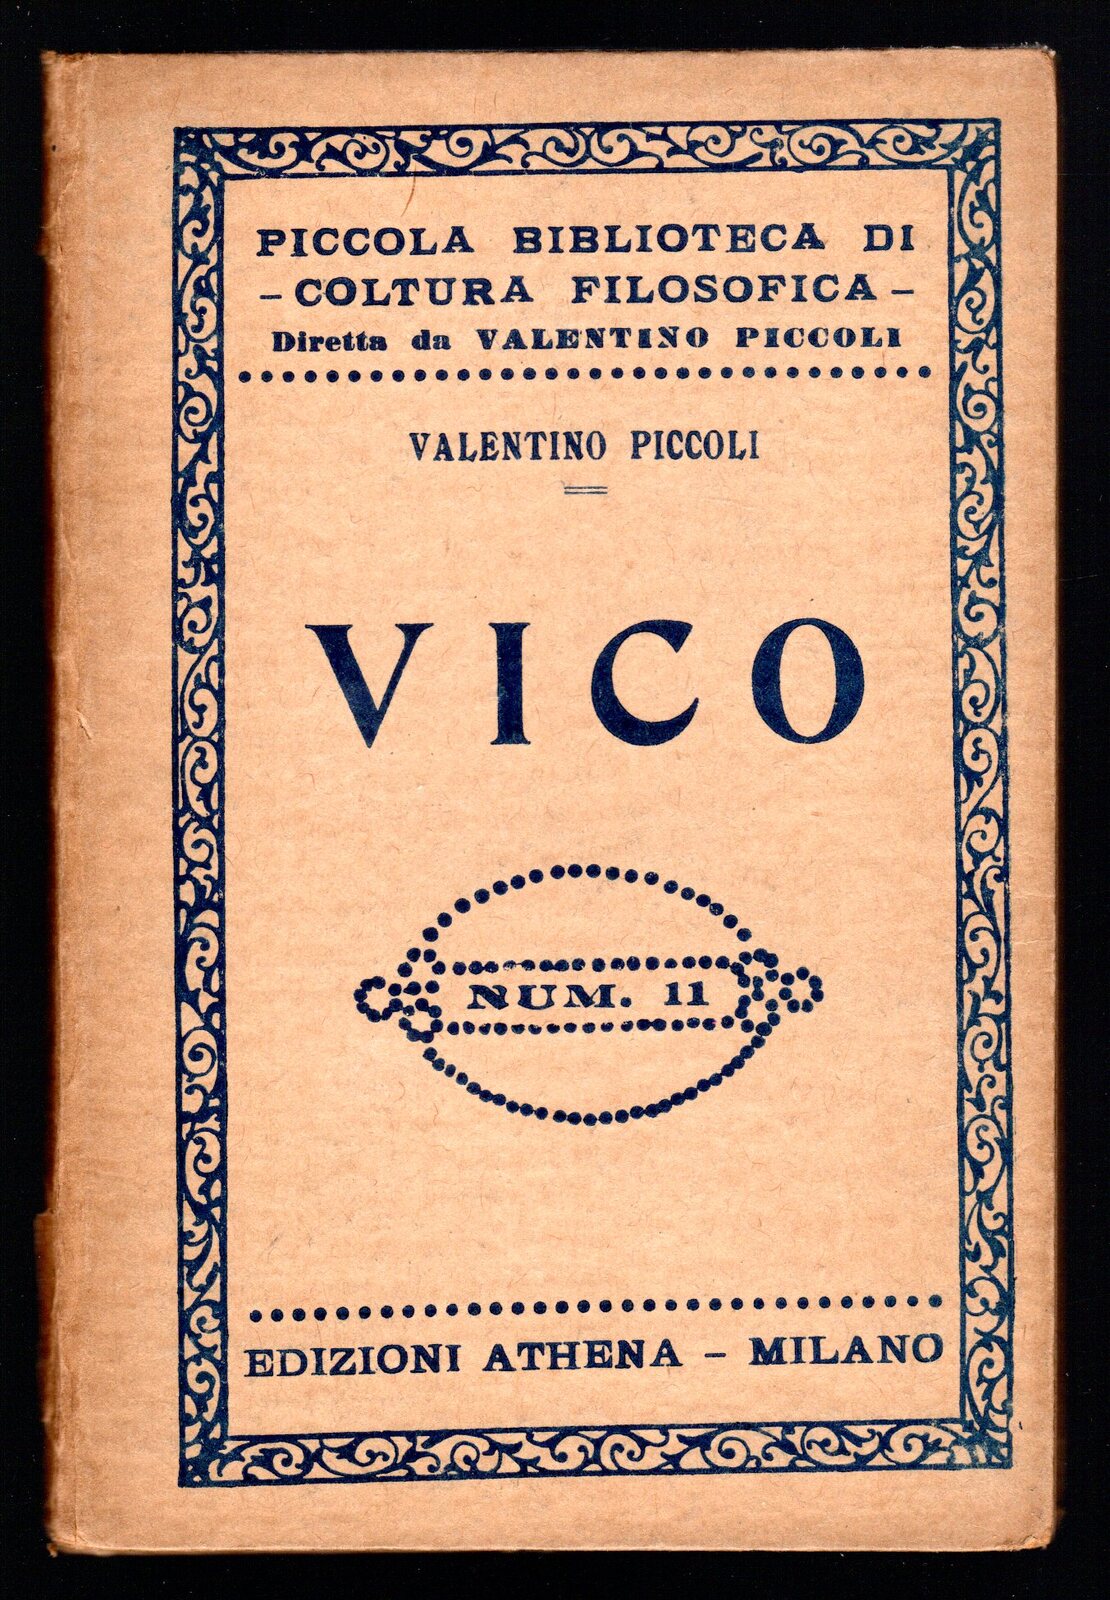 PICCOLA BIBLIOTECA DI
- COLTURA FILOSOFICA -
Diretta da VALENTINO PICCOLI
VALENTINO PICCOLI
VICO
NUM. 11
EDIZIONI ATHENA - MILANO